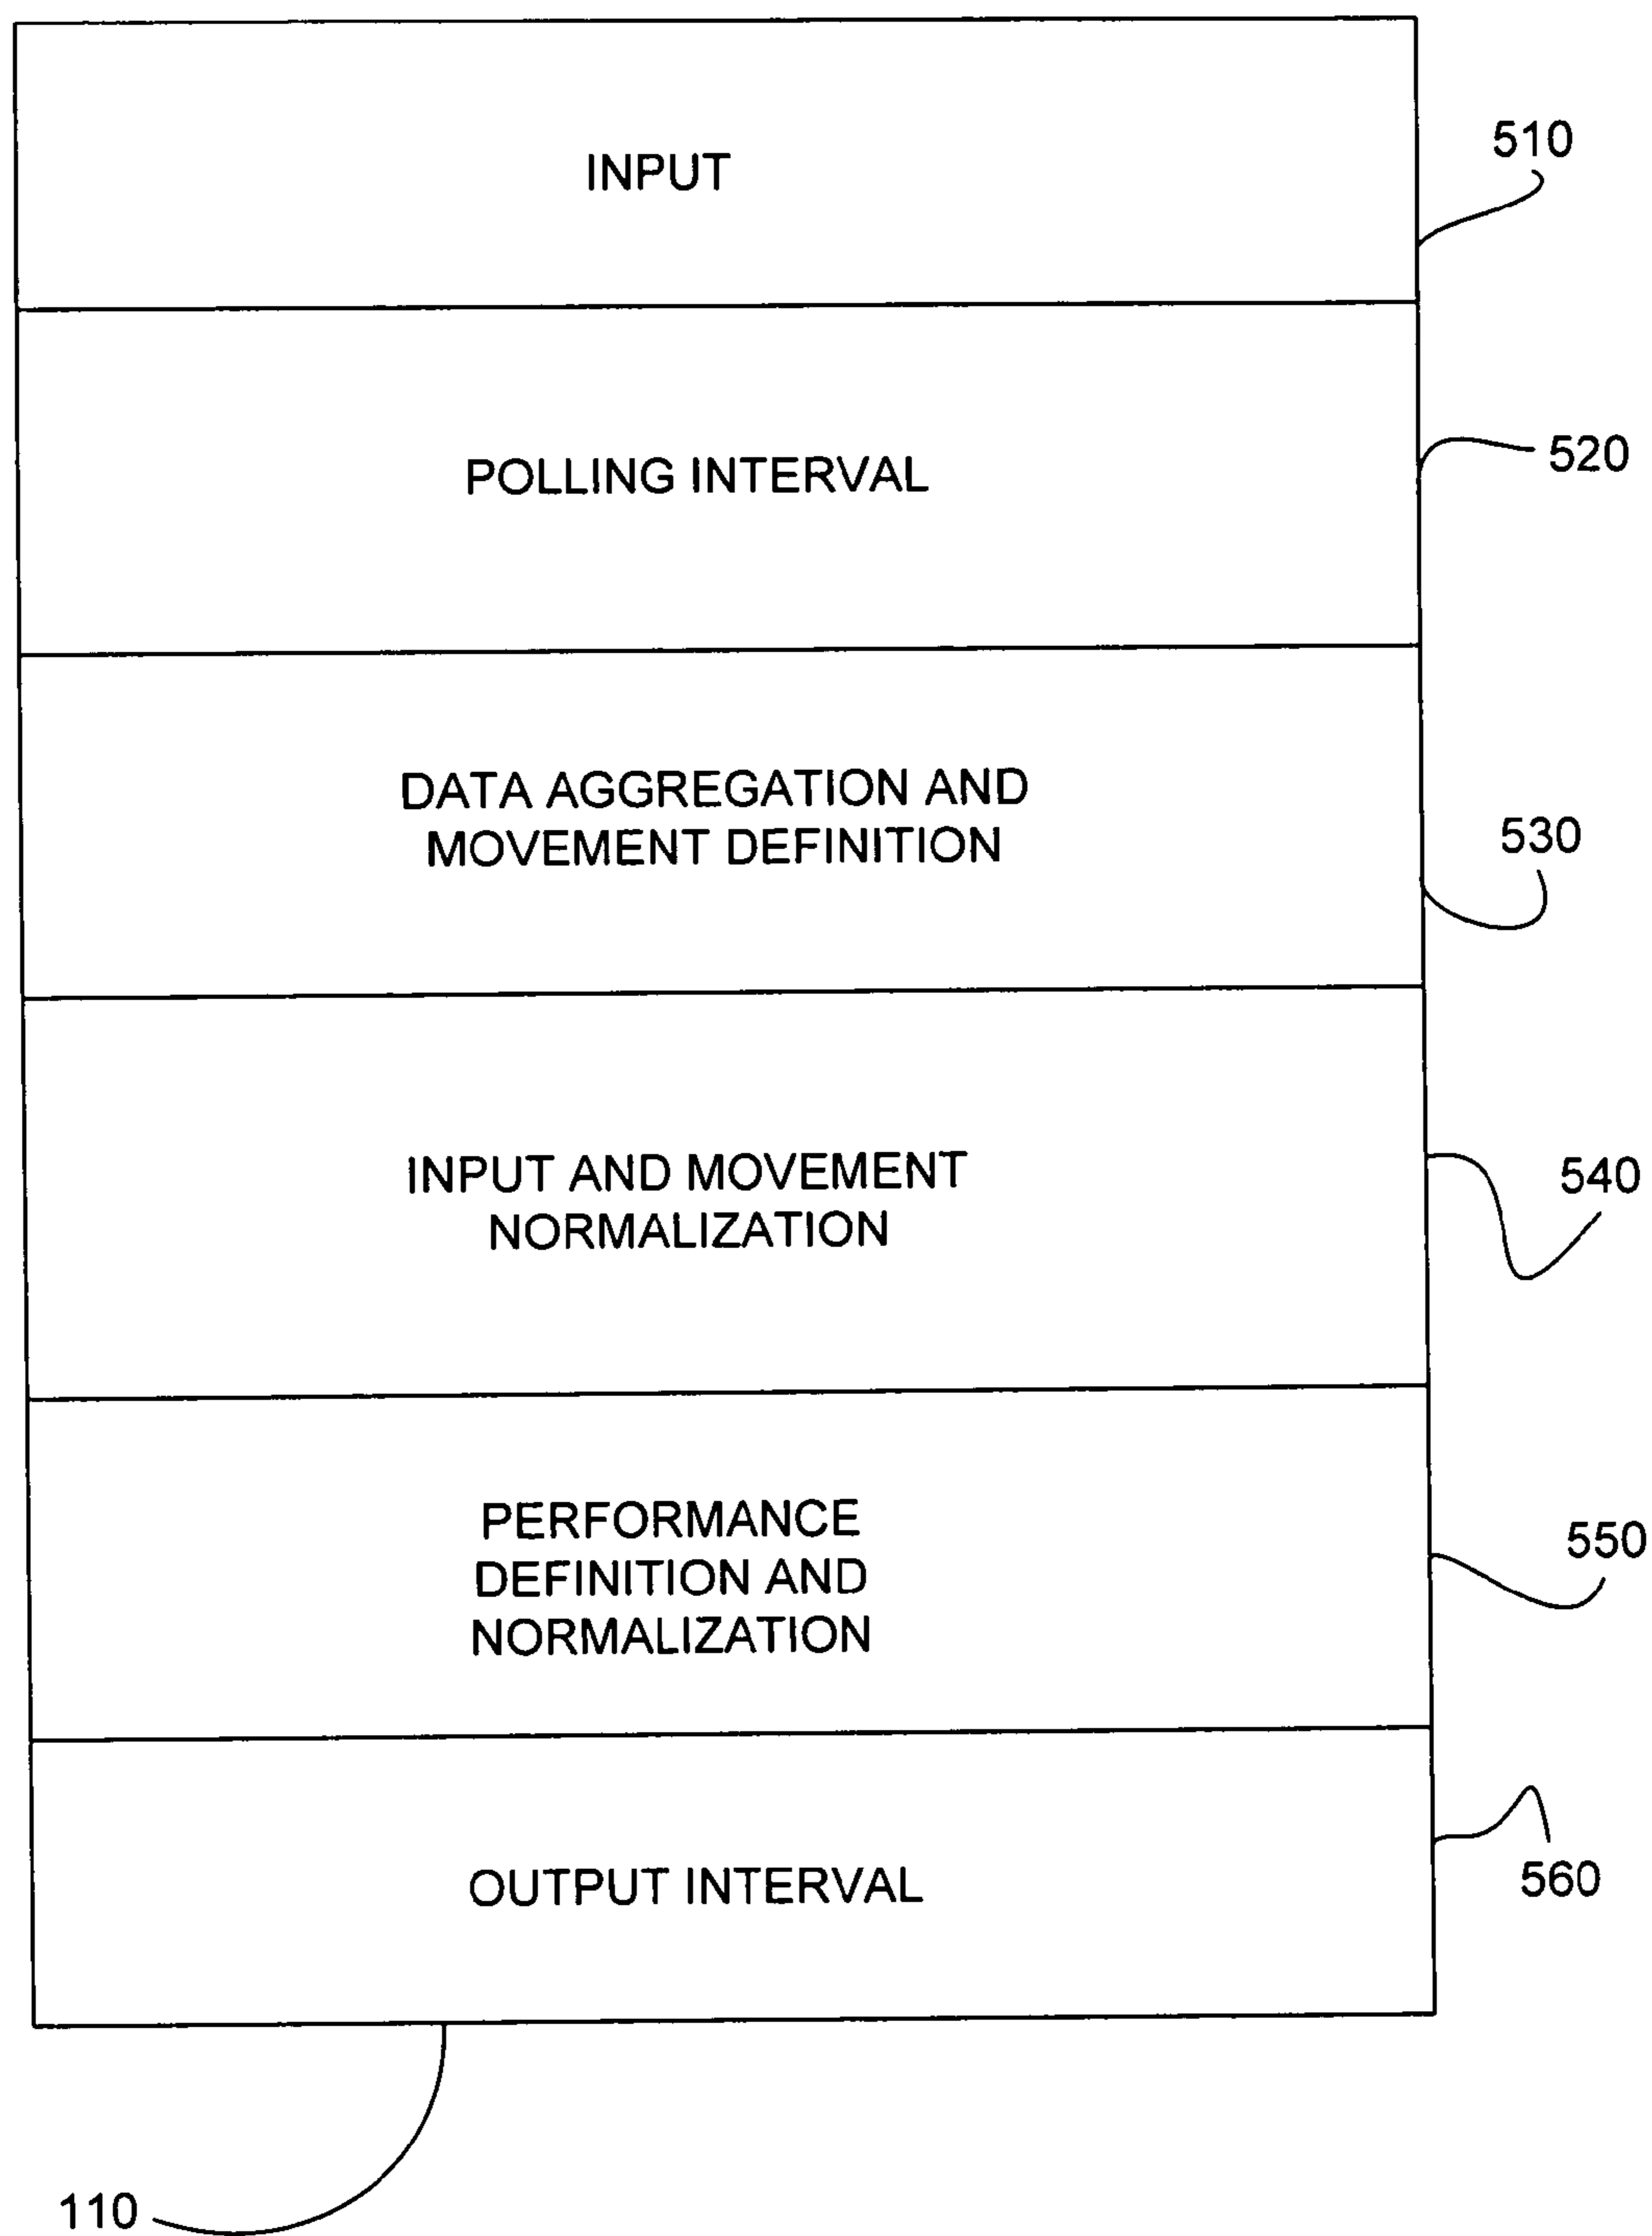 INPUT
510
POLLING INTERVAL
520
DATA AGGREGATION AND
MOVEMENT DEFINITION
530
INPUT AND MOVEMENT
NORMALIZATION
540
PERFORMANCE
DEFINITION AND
NORMALIZATION
550
OUTPUT INTERVAL
560
110